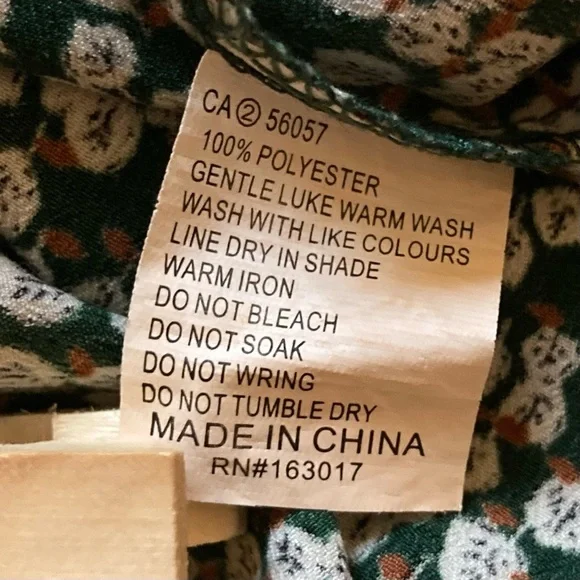 CA② 56057
100% POLYESTER
GENTLE LUKE WARM WASH
WASH WITH LIKE COLOURS
LINE DRY IN SHADE
WARM IRON
DO NOT BLEACH
DO NOT SOAK
DO NOT WRING
DO NOT TUMBLE DRY
MADE IN CHINA
RN#163017